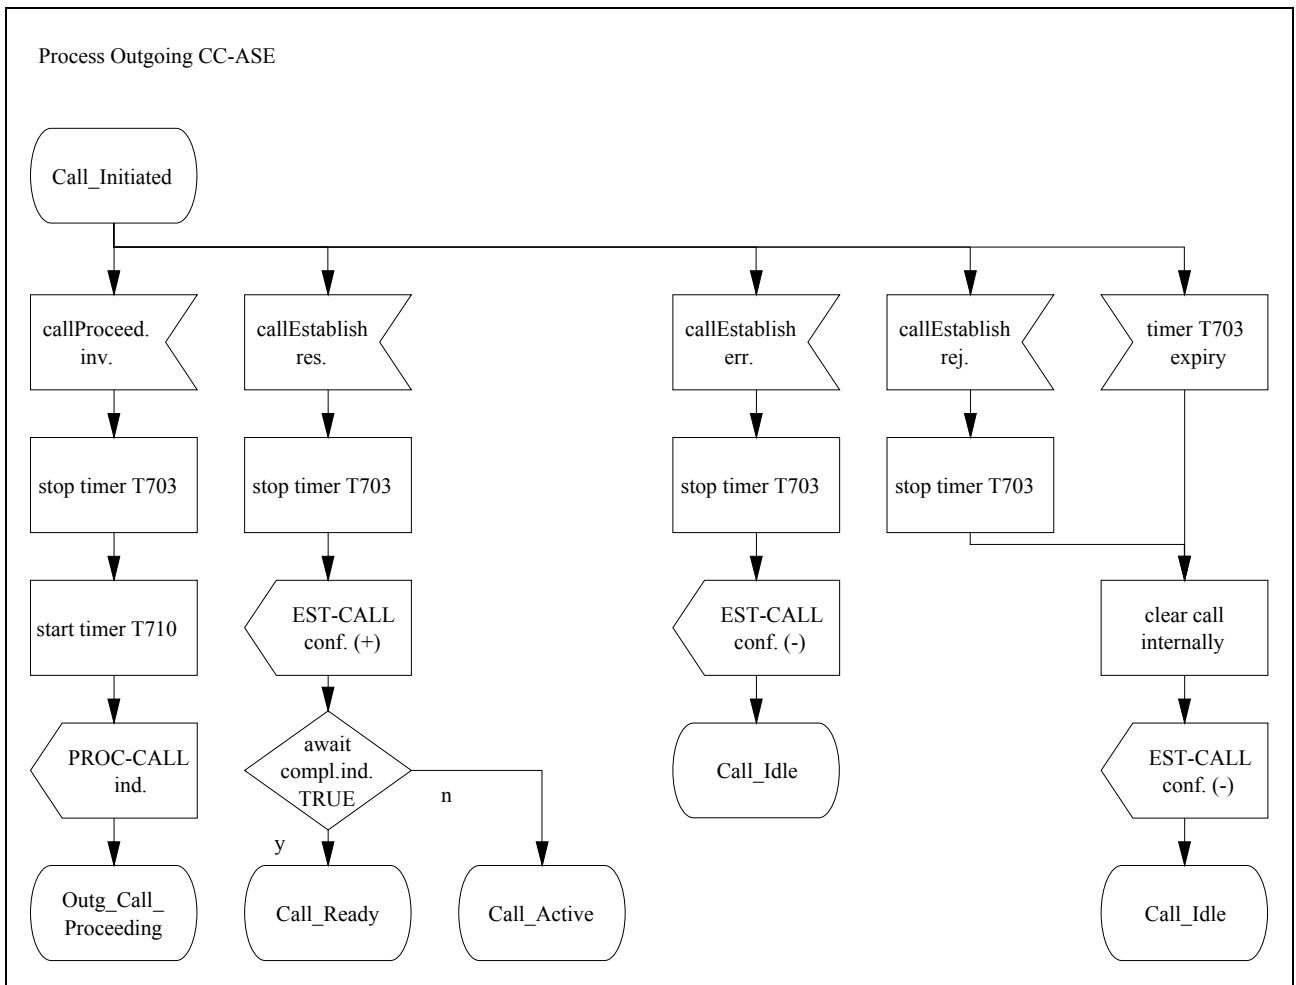 Process Outgoing CC-ASE
Call_Initiated
callProceed.
inv.
callEstablish
res.
callEstablish
err.
callEstablish
rej.
timer T703
expiry
stop timer T703
stop timer T703
stop timer T703
stop timer T703
start timer T710
EST-CALL
conf. (+)
EST-CALL
conf. (-)
clear call
internally
PROC-CALL
ind.
await
compl.ind.
TRUE
n
y
Call_Idle
EST-CALL
conf. (-)
Outg_Call_
Proceeding
Call_Ready
Call_Active
Call_Idle